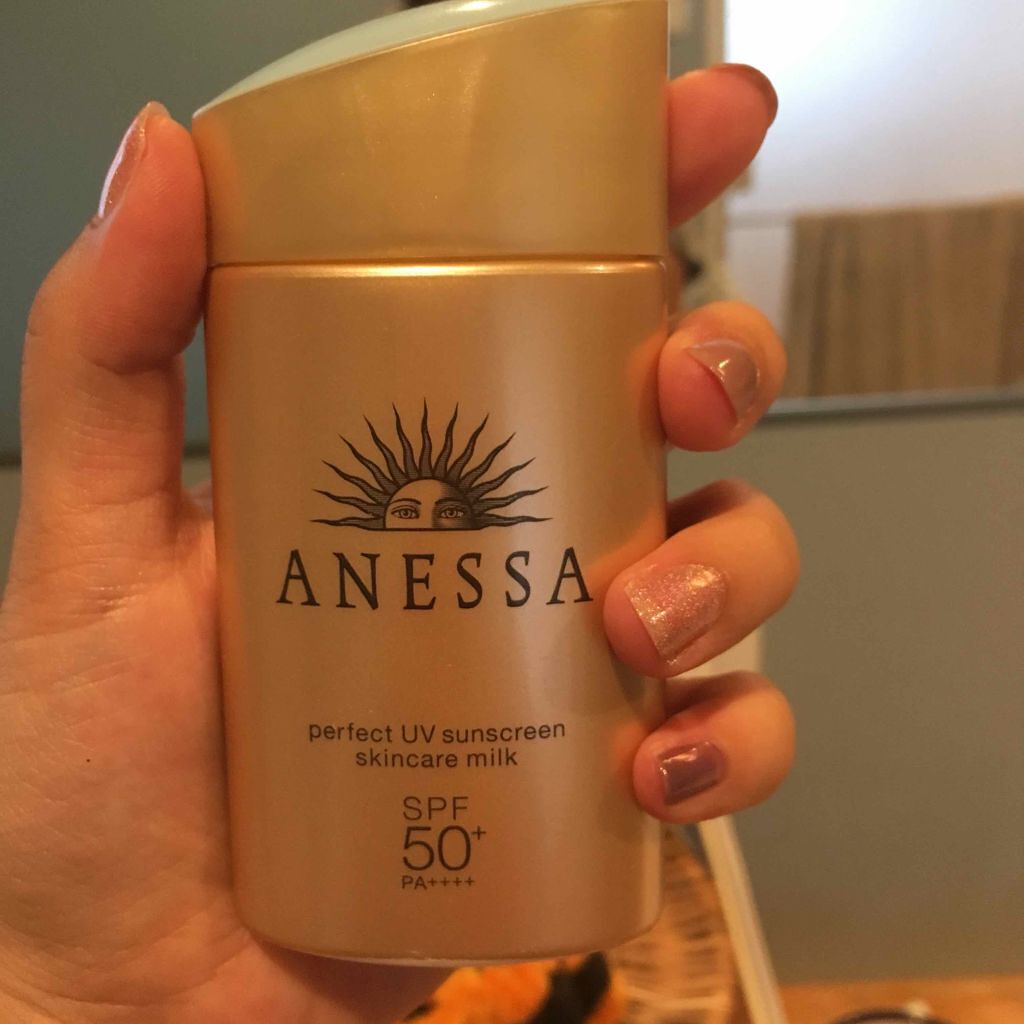 ANESSA
perfect UV sunscreen
skincare milk
SPF
50+
PA++++